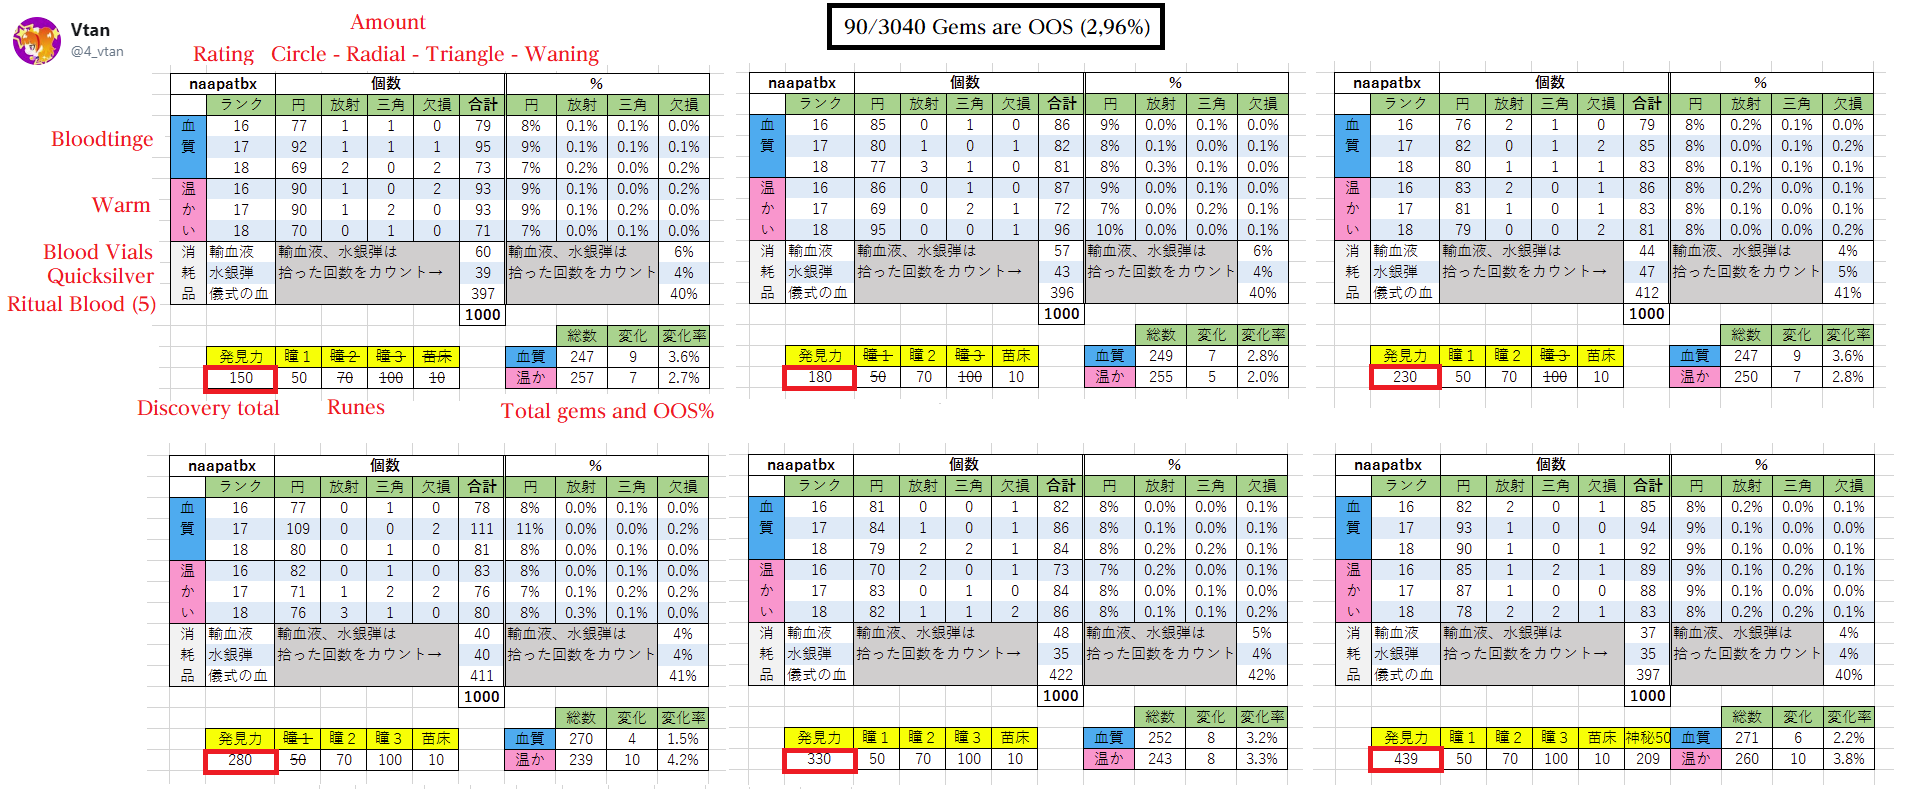 Vtan
@4_vtan
Amount
90/3040 Gems are OOS (2,96%)
Rating Circle - Radial - Triangle - Waning
naapatbx 個数 %
ランク 円 放射 三角 欠損 合計 円 放射 三角 欠損
Bloodtinge
血質 16 77 1 1 0 79 8% 0.1% 0.1% 0.0%
17 92 1 1 1 95 9% 0.1% 0.1% 0.1%
18 69 2 0 2 73 7% 0.2% 0.0% 0.2%
Warm
温かい 16 90 1 0 2 93 9% 0.1% 0.0% 0.2%
17 90 1 2 0 93 9% 0.1% 0.2% 0.0%
18 70 0 1 0 71 7% 0.0% 0.1% 0.0%
Blood Vials
Quicksilver
Ritual Blood (5)
消耗品 輸血液 輸血液、水銀弾は 60 輸血液、水銀弾は 6%
水銀弾 拾った回数をカウント→ 39 拾った回数をカウント 4%
儀式の血 397 40%
1000
総数 変化 変化率
発見力 瞳1 瞳2 瞳3 苗床 血質 247 9 3.6%
150 50 70 100 10 温か 257 7 2.7%
Discovery total Runes Total gems and OOS%
naapatbx 個数 %
ランク 円 放射 三角 欠損 合計 円 放射 三角 欠損
血質 16 85 0 1 0 86 9% 0.0% 0.1% 0.0%
17 80 1 0 1 82 8% 0.1% 0.0% 0.1%
18 77 3 1 0 81 8% 0.3% 0.1% 0.0%
温かい 16 86 0 1 0 87 9% 0.0% 0.1% 0.0%
17 69 0 2 1 72 7% 0.0% 0.2% 0.1%
18 95 0 0 1 96 10% 0.0% 0.0% 0.1%
消耗品 輸血液 輸血液、水銀弾は 57 輸血液、水銀弾は 6%
水銀弾 拾った回数をカウント→ 43 拾った回数をカウント 4%
儀式の血 396 40%
1000
総数 変化 変化率
発見力 瞳1 瞳2 瞳3 苗床 血質 249 7 2.8%
180 50 70 100 10 温か 255 5 2.0%
naapatbx 個数 %
ランク 円 放射 三角 欠損 合計 円 放射 三角 欠損
血質 16 76 2 1 0 79 8% 0.2% 0.1% 0.0%
17 82 0 1 2 85 8% 0.0% 0.1% 0.2%
18 80 1 1 1 83 8% 0.1% 0.1% 0.1%
温かい 16 83 2 0 1 86 8% 0.2% 0.0% 0.1%
17 81 1 0 1 83 8% 0.1% 0.0% 0.1%
18 79 0 0 2 81 8% 0.0% 0.0% 0.2%
消耗品 輸血液 輸血液、水銀弾は 44 輸血液、水銀弾は 4%
水銀弾 拾った回数をカウント→ 47 拾った回数をカウント 5%
儀式の血 412 41%
1000
総数 変化 変化率
発見力 瞳1 瞳2 瞳3 苗床 血質 247 9 3.6%
230 50 70 100 10 温か 250 7 2.8%
naapatbx 個数 %
ランク 円 放射 三角 欠損 合計 円 放射 三角 欠損
血質 16 77 0 1 0 78 8% 0.0% 0.1% 0.0%
17 109 0 0 2 111 11% 0.0% 0.0% 0.2%
18 80 0 1 0 81 8% 0.0% 0.1% 0.0%
温かい 16 82 0 1 0 83 8% 0.0% 0.1% 0.0%
17 71 1 2 2 76 7% 0.1% 0.2% 0.2%
18 76 3 1 0 80 8% 0.3% 0.1% 0.0%
消耗品 輸血液 輸血液、水銀弾は 40 輸血液、水銀弾は 4%
水銀弾 拾った回数をカウント→ 40 拾った回数をカウント 4%
儀式の血 411 41%
1000
総数 変化 変化率
発見力 瞳1 瞳2 瞳3 苗床 血質 270 4 1.5%
280 50 70 100 10 温か 239 10 4.2%
naapatbx 個数 %
ランク 円 放射 三角 欠損 合計 円 放射 三角 欠損
血質 16 81 0 0 1 82 8% 0.0% 0.0% 0.1%
17 84 1 0 1 86 8% 0.1% 0.0% 0.1%
18 79 2 2 1 84 8% 0.2% 0.2% 0.1%
温かい 16 70 2 0 1 73 7% 0.2% 0.0% 0.1%
17 83 0 1 0 84 8% 0.0% 0.1% 0.0%
18 82 1 1 2 86 8% 0.1% 0.1% 0.2%
消耗品 輸血液 輸血液、水銀弾は 48 輸血液、水銀弾は 5%
水銀弾 拾った回数をカウント→ 35 拾った回数をカウント 4%
儀式の血 422 42%
1000
総数 変化 変化率
発見力 瞳1 瞳2 瞳3 苗床 血質 252 8 3.2%
330 50 70 100 10 温か 243 8 3.3%
naapatbx 個数 %
ランク 円 放射 三角 欠損 合計 円 放射 三角 欠損
血質 16 82 2 0 1 85 8% 0.2% 0.0% 0.1%
17 93 1 0 0 94 9% 0.1% 0.0% 0.0%
18 90 1 0 1 92 9% 0.1% 0.0% 0.1%
温かい 16 85 1 2 1 89 9% 0.1% 0.2% 0.1%
17 87 1 0 0 88 9% 0.1% 0.0% 0.0%
18 78 2 2 1 83 8% 0.2% 0.2% 0.1%
消耗品 輸血液 輸血液、水銀弾は 37 輸血液、水銀弾は 4%
水銀弾 拾った回数をカウント→ 35 拾った回数をカウント 4%
儀式の血 397 40%
1000
総数 変化 変化率
発見力 瞳1 瞳2 瞳3 苗床 神秘50 血質 271 6 2.2%
439 50 70 100 10 209 温か 260 10 3.8%